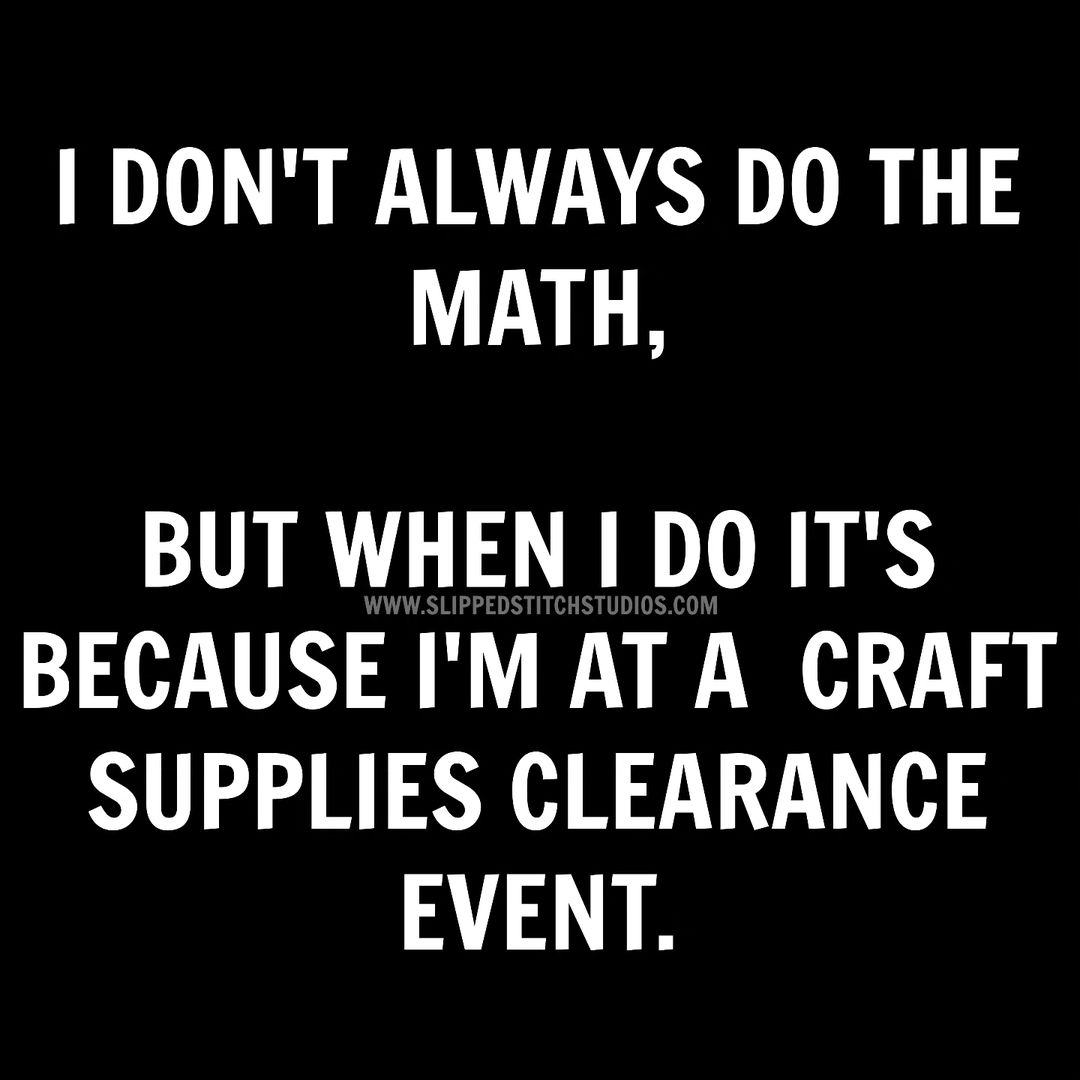 I DON'T ALWAYS DO THE
MATH,
BUT WHEN I DO IT'S
WWW.SLIPPEDSTITCHSTUDIOS.COM
BECAUSE I'M AT A  CRAFT
SUPPLIES CLEARANCE
EVENT.